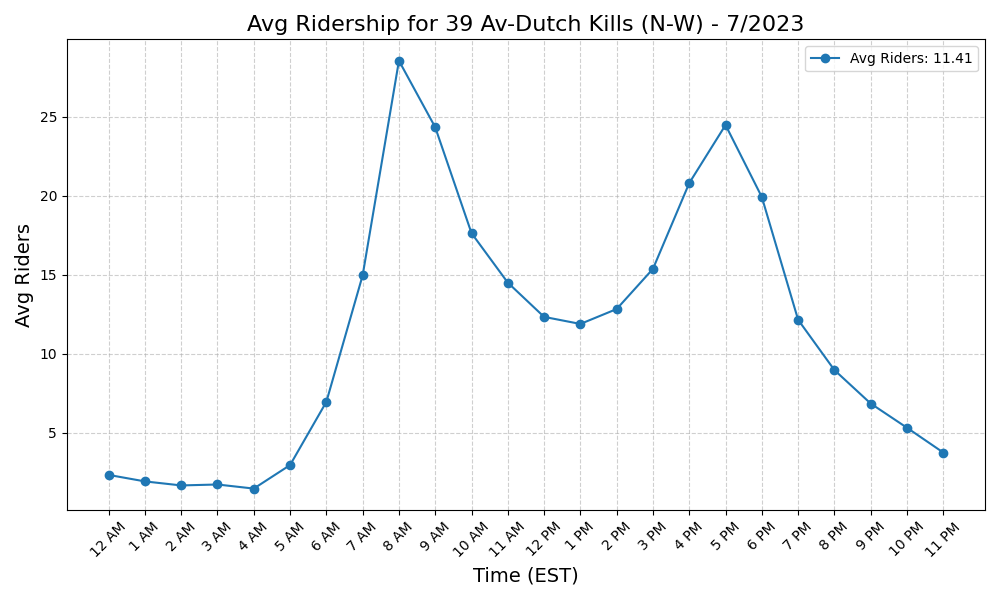 Avg Ridership for 39 Av-Dutch Kills (N-W) - 7/2023
Avg Riders: 11.41
Avg Riders
25
20
15
10
5
12 AM
1 AM
2 AM
3 AM
4 AM
5 AM
6 AM
7 AM
8 AM
9 AM
10 AM
11 AM
12 PM
1 PM
2 PM
3 PM
4 PM
5 PM
6 PM
7 PM
8 PM
9 PM
10 PM
11 PM
Time (EST)